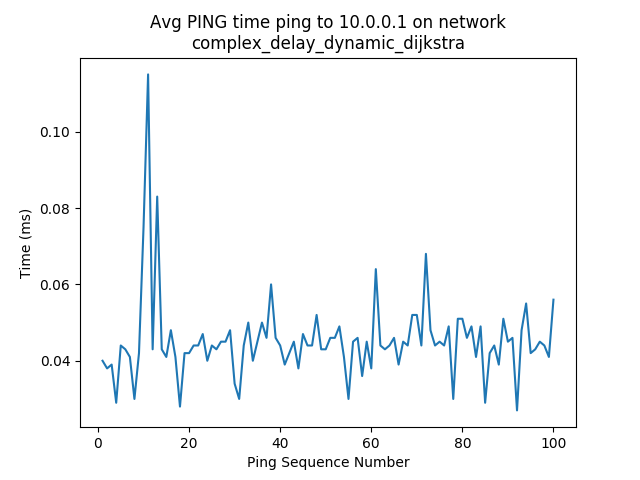 Avg PING time ping to 10.0.0.1 on network
complex_delay_dynamic_dijkstra
0.10
0.08
0.06
0.04
Time (ms)
0 20 40 60 80 100
Ping Sequence Number